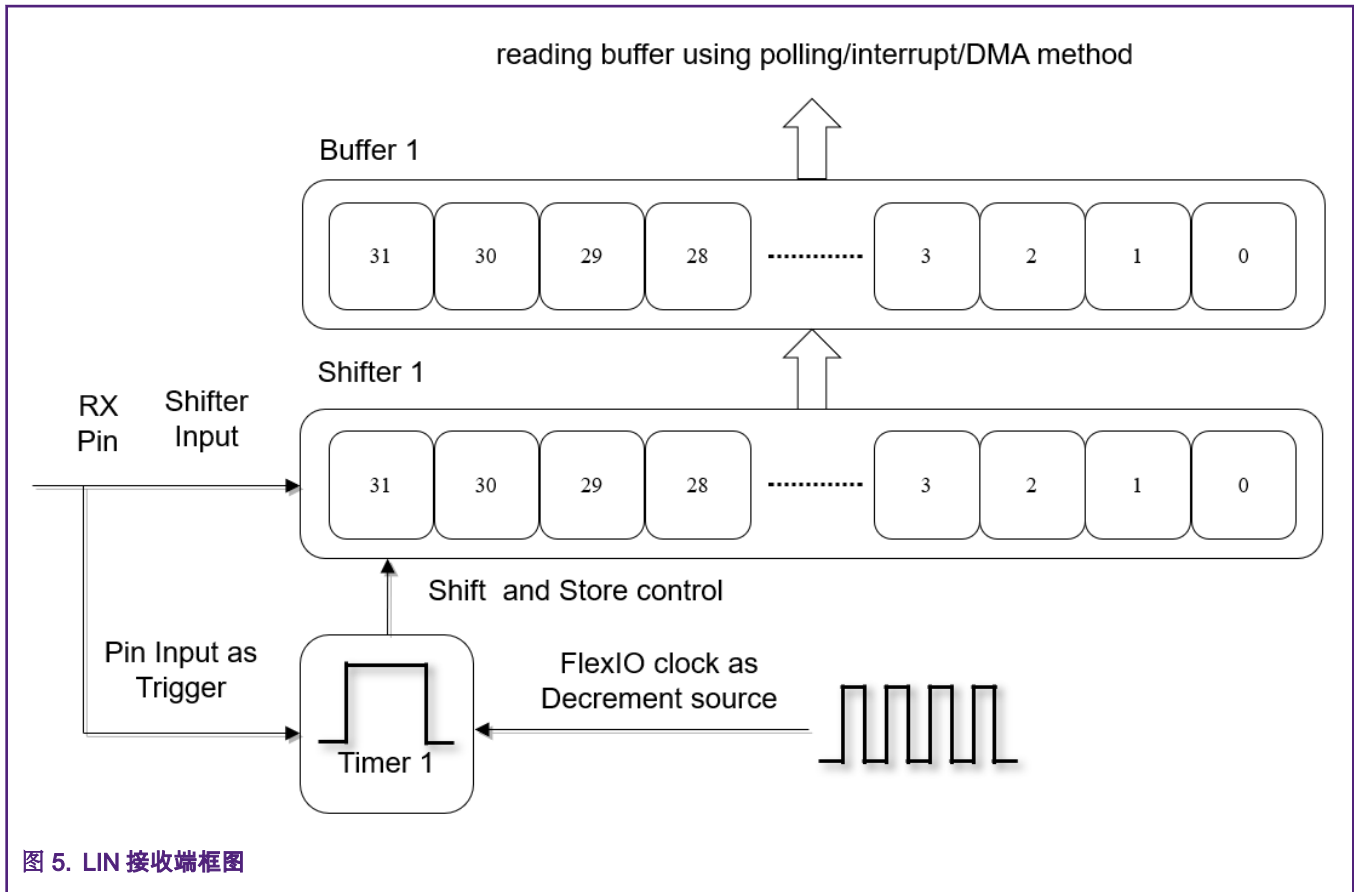 reading buffer using polling/interrupt/DMA method
Buffer 1
31 30 29 28 ............. 3 2 1 0
Shifter 1
RX
Pin
Shifter
Input
31 30 29 28 ............. 3 2 1 0
Shift and Store control
Pin Input as
Trigger
FlexIO clock as
Decrement source
Timer 1
图 5. LIN 接收端框图